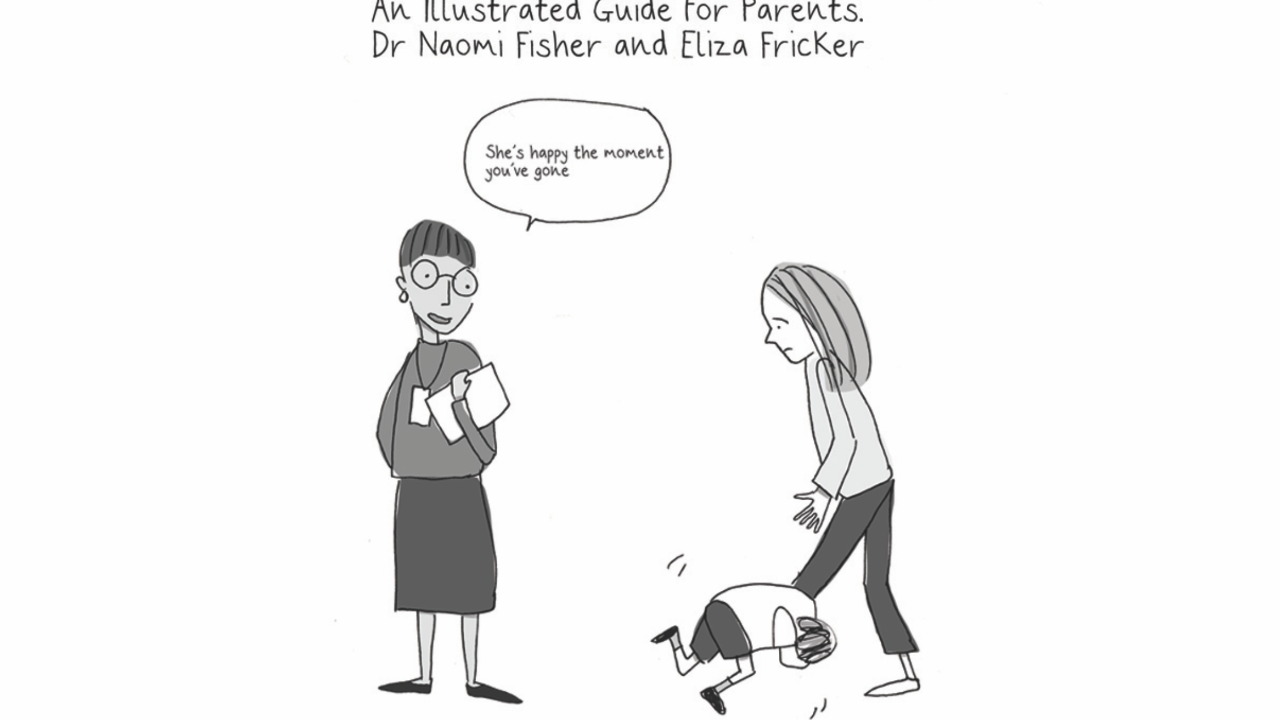 An Illustrated Guide for Parents.
Dr Naomi Fisher and Eliza Fricker
She's happy the moment
you've gone